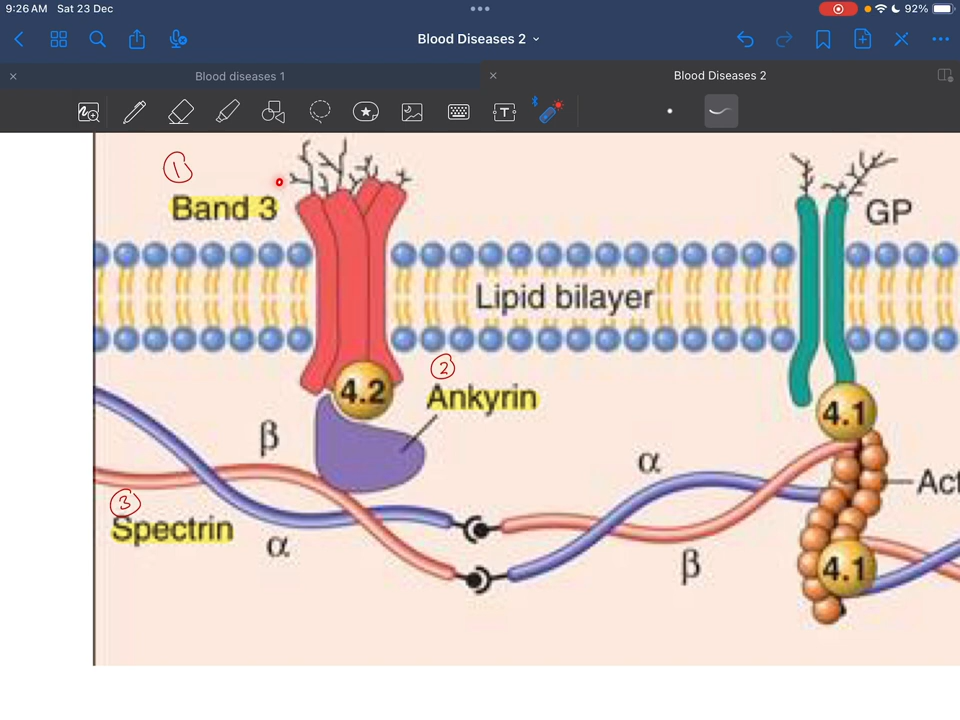 9:26 AM Sat 23 Dec
92%
Blood Diseases 2
Blood diseases 1
Blood Diseases 2
T
1
Band 3
GP
Lipid bilayer
2
4.2
Ankyrin
4.1
β
α
Act
3
Spectrin
α
β
4.1